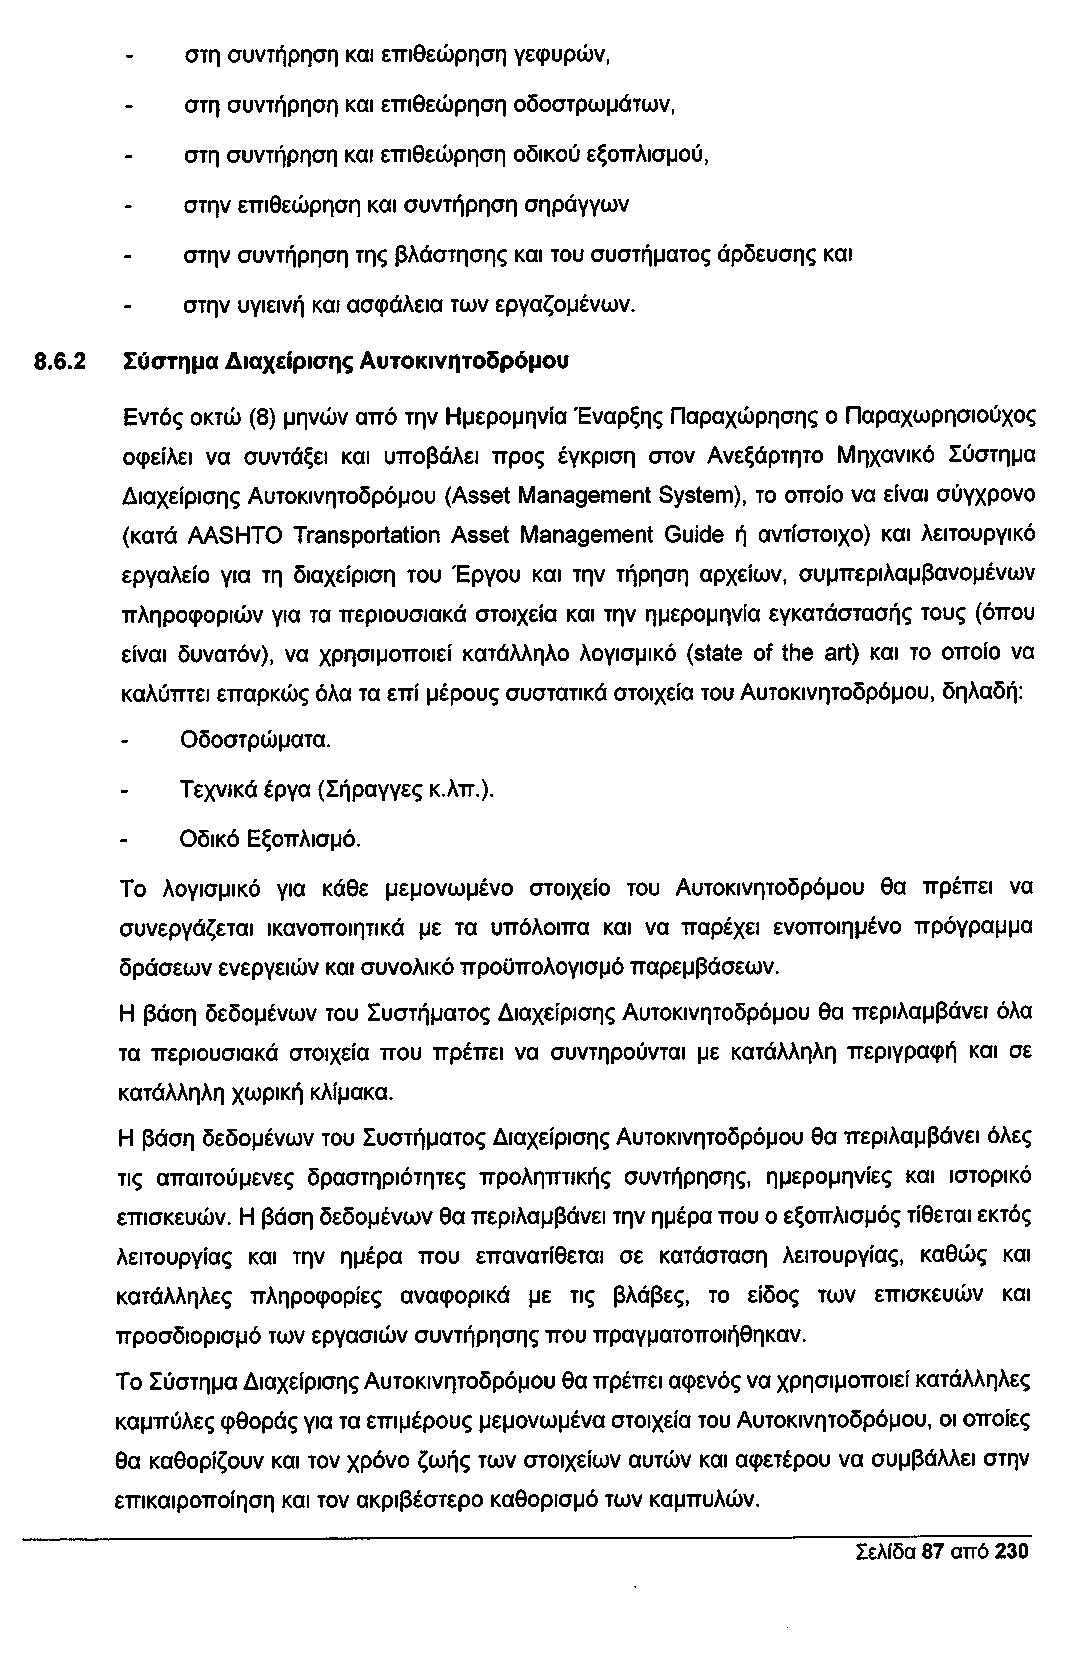 - στη συντήρηση και επιθεώρηση γεφυρών,
- στη συντήρηση και επιθεώρηση οδοστρωμάτων,
- στη συντήρηση και επιθεώρηση οδικού εξοπλισμού,
- στην επιθεώρηση και συντήρηση σηράγγων
- στην συντήρηση της βλάστησης και του συστήματος άρδευσης και
- στην υγιεινή και ασφάλεια των εργαζομένων.
8.6.2 Σύστημα Διαχείρισης Αυτοκινητοδρόμου
Εντός οκτώ (8) μηνών από την Ημερομηνία Έναρξης Παραχώρησης ο Παραχωρησιούχος
οφείλει να συντάξει και υποβάλει προς έγκριση στον Ανεξάρτητο Μηχανικό Σύστημα
Διαχείρισης Αυτοκινητοδρόμου (Asset Management System), το οποίο να είναι σύγχρονο
(κατά AASHTO Transportation Asset Management Guide ή αντίστοιχο) και λειτουργικό
εργαλείο για τη διαχείριση του Έργου και την τήρηση αρχείων, συμπεριλαμβανομένων
πληροφοριών για τα περιουσιακά στοιχεία και την ημερομηνία εγκατάστασής τους (όπου
είναι δυνατόν), να χρησιμοποιεί κατάλληλο λογισμικό (state of the art) και το οποίο να
καλύπτει επαρκώς όλα τα επί μέρους συστατικά στοιχεία του Αυτοκινητοδρόμου, δηλαδή:
- Οδοστρώματα.
- Τεχνικά έργα (Σήραγγες κ.λπ.).
- Οδικό Εξοπλισμό.
Το λογισμικό για κάθε μεμονωμένο στοιχείο του Αυτοκινητοδρόμου θα πρέπει να
συνεργάζεται ικανοποιητικά με τα υπόλοιπα και να παρέχει ενοποιημένο πρόγραμμα
δράσεων ενεργειών και συνολικό προϋπολογισμό παρεμβάσεων.
Η βάση δεδομένων του Συστήματος Διαχείρισης Αυτοκινητοδρόμου θα περιλαμβάνει όλα
τα περιουσιακά στοιχεία που πρέπει να συντηρούνται με κατάλληλη περιγραφή και σε
κατάλληλη χωρική κλίμακα.
Η βάση δεδομένων του Συστήματος Διαχείρισης Αυτοκινητοδρόμου θα περιλαμβάνει όλες
τις απαιτούμενες δραστηριότητες προληπτικής συντήρησης, ημερομηνίες και ιστορικό
επισκευών. Η βάση δεδομένων θα περιλαμβάνει την ημέρα που ο εξοπλισμός τίθεται εκτός
λειτουργίας και την ημέρα που επανατίθεται σε κατάσταση λειτουργίας, καθώς και
κατάλληλες πληροφορίες αναφορικά με τις βλάβες, το είδος των επισκευών και
προσδιορισμό των εργασιών συντήρησης που πραγματοποιήθηκαν.
Το Σύστημα Διαχείρισης Αυτοκινητοδρόμου θα πρέπει αφενός να χρησιμοποιεί κατάλληλες
καμπύλες φθοράς για τα επιμέρους μεμονωμένα στοιχεία του Αυτοκινητοδρόμου, οι οποίες
θα καθορίζουν και τον χρόνο ζωής των στοιχείων αυτών και αφετέρου να συμβάλλει στην
επικαιροποίηση και τον ακριβέστερο καθορισμό των καμπυλών.
Σελίδα 87 από 230